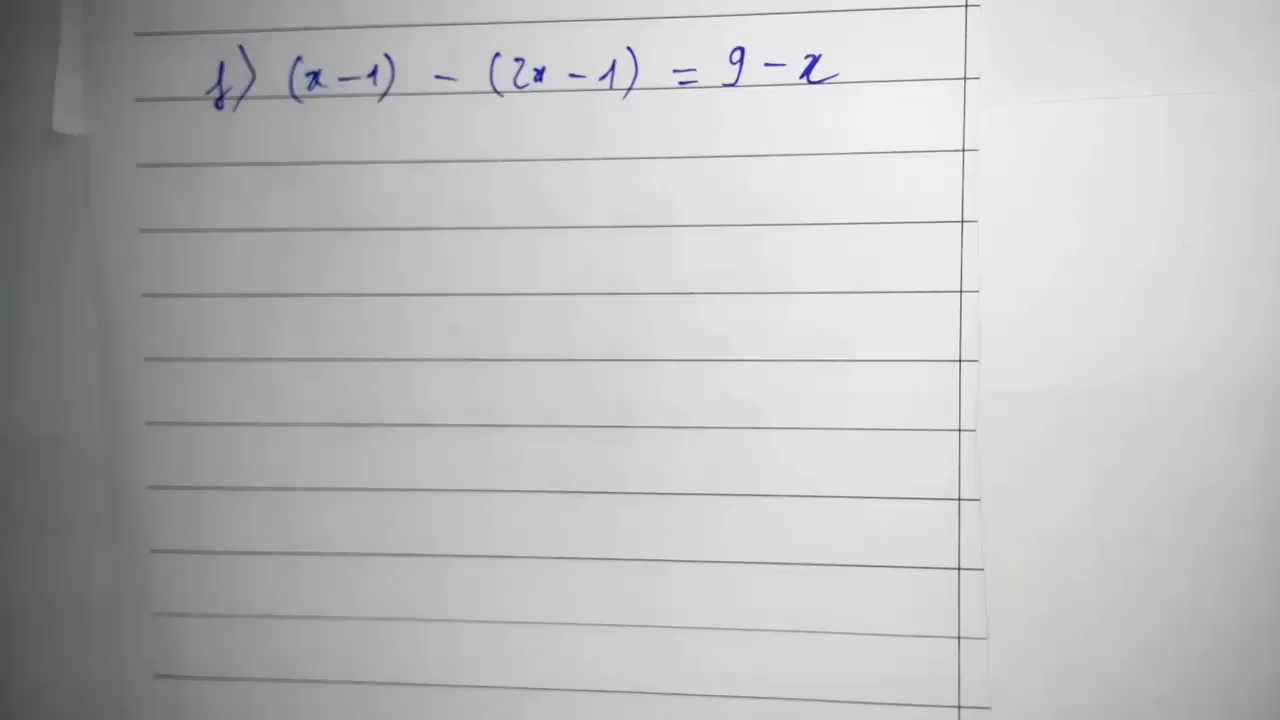 f) (x-1) - (2x-1) = 9-x